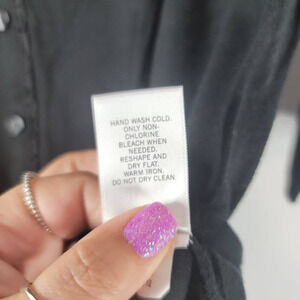 HAND WASH COLD.
ONLY NON-
CHLORINE
BLEACH WHEN
NEEDED.
RESHAPE AND
DRY FLAT.
WARM IRON.
DO NOT DRY CLEAN.